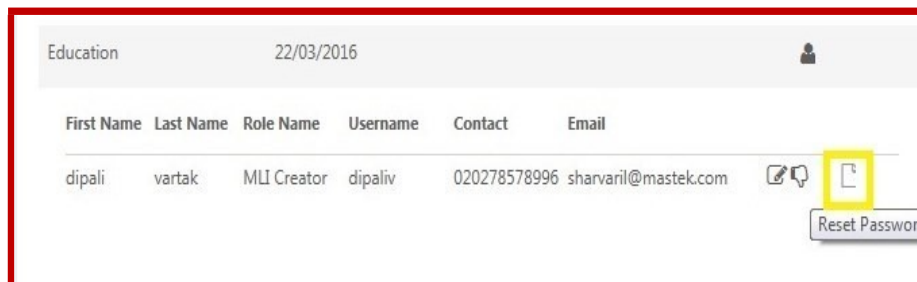 Education 22/03/2016
First Name Last Name Role Name Username Contact Email
dipali vartak MLI Creator dipaliv 020278578996 sharvaril@mastek.com
Reset Passwor